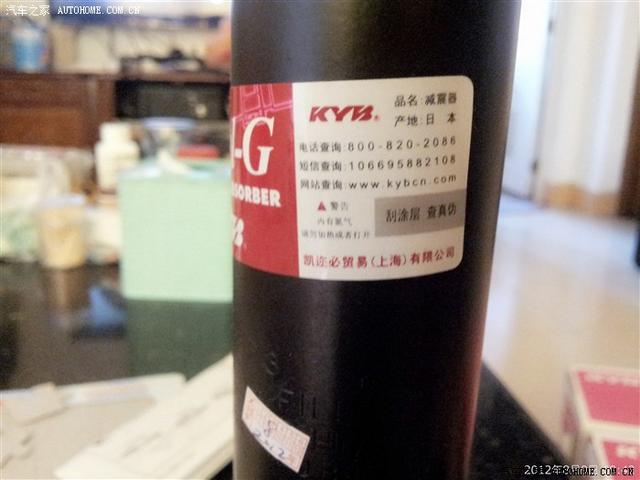 汽车之家 AUTOHOME.COM.CN
KYB
品名:减震器
产地:日本
-G
电话查询:800-820-2086
短信查询:106695882108
网站查询:www.kybcn.com
SORBER
警告
内有氮气
请勿加热或者打开
刮涂层 查真伪
凯迩必贸易(上海)有限公司